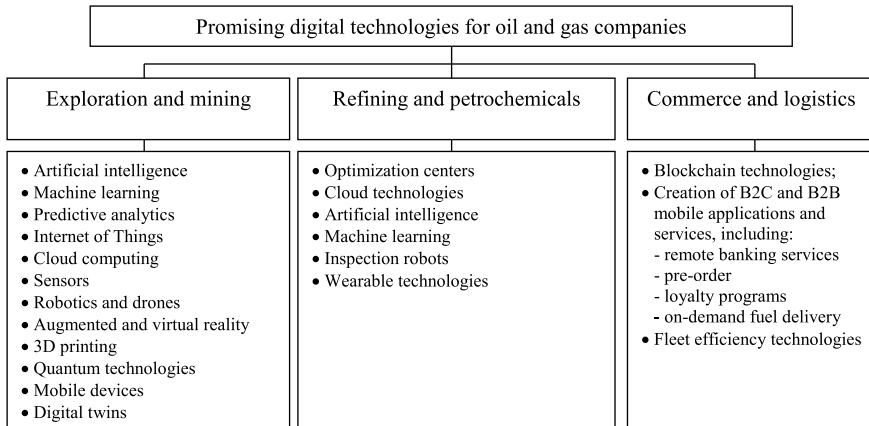 Promising digital technologies for oil and gas companies
Exploration and mining
• Artificial intelligence
• Machine learning
• Predictive analytics
• Internet of Things
• Cloud computing
• Sensors
• Robotics and drones
• Augmented and virtual reality
• 3D printing
• Quantum technologies
• Mobile devices
• Digital twins
Refining and petrochemicals
• Optimization centers
• Cloud technologies
• Artificial intelligence
• Machine learning
• Inspection robots
• Wearable technologies
Commerce and logistics
• Blockchain technologies;
• Creation of B2C and B2B
mobile applications and
services, including:
- remote banking services
- pre-order
- loyalty programs
- on-demand fuel delivery
• Fleet efficiency technologies